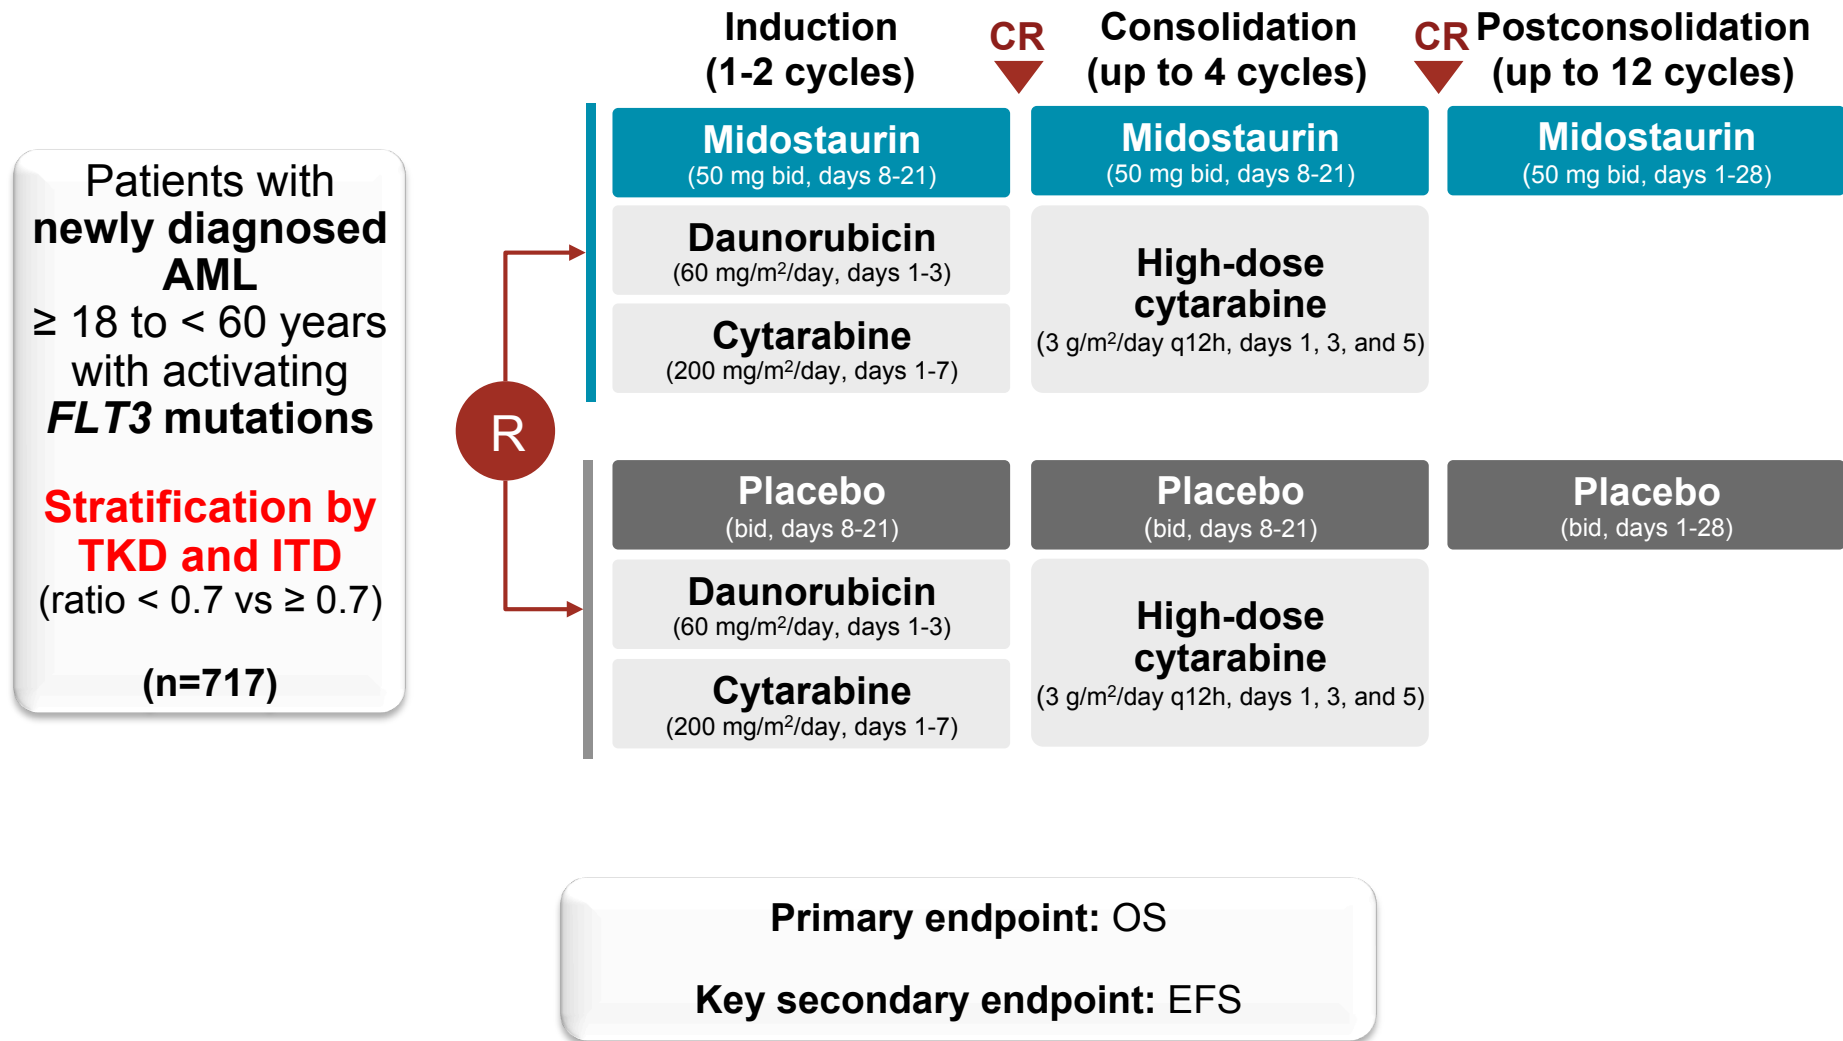 Induction
(1-2 cycles)
CR
Consolidation
(up to 4 cycles)
CR
Postconsolidation
(up to 12 cycles)
Patients with
newly diagnosed
AML
≥ 18 to < 60 years
with activating
FLT3 mutations
Stratification by
TKD and ITD
(ratio < 0.7 vs ≥ 0.7)
(n=717)
R
Midostaurin
(50 mg bid, days 8-21)
Midostaurin
(50 mg bid, days 8-21)
Midostaurin
(50 mg bid, days 1-28)
Daunorubicin
(60 mg/m²/day, days 1-3)
Cytarabine
(200 mg/m²/day, days 1-7)
High-dose
cytarabine
(3 g/m²/day q12h, days 1, 3, and 5)
Placebo
(bid, days 8-21)
Placebo
(bid, days 8-21)
Placebo
(bid, days 1-28)
Daunorubicin
(60 mg/m²/day, days 1-3)
Cytarabine
(200 mg/m²/day, days 1-7)
High-dose
cytarabine
(3 g/m²/day q12h, days 1, 3, and 5)
Primary endpoint: OS
Key secondary endpoint: EFS